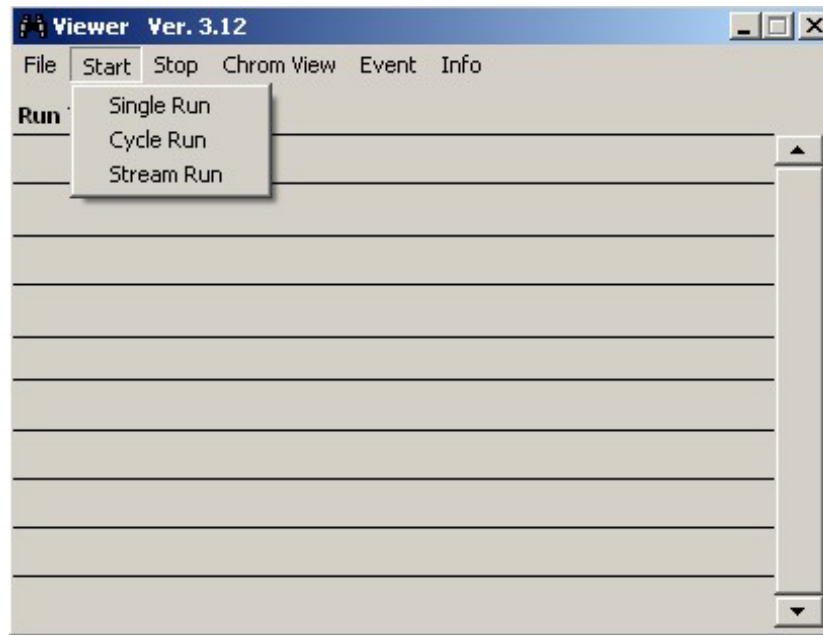 Viewer Ver. 3.12
File Start Stop Chrom View Event Info
Single Run
Run
Cycle Run
Stream Run